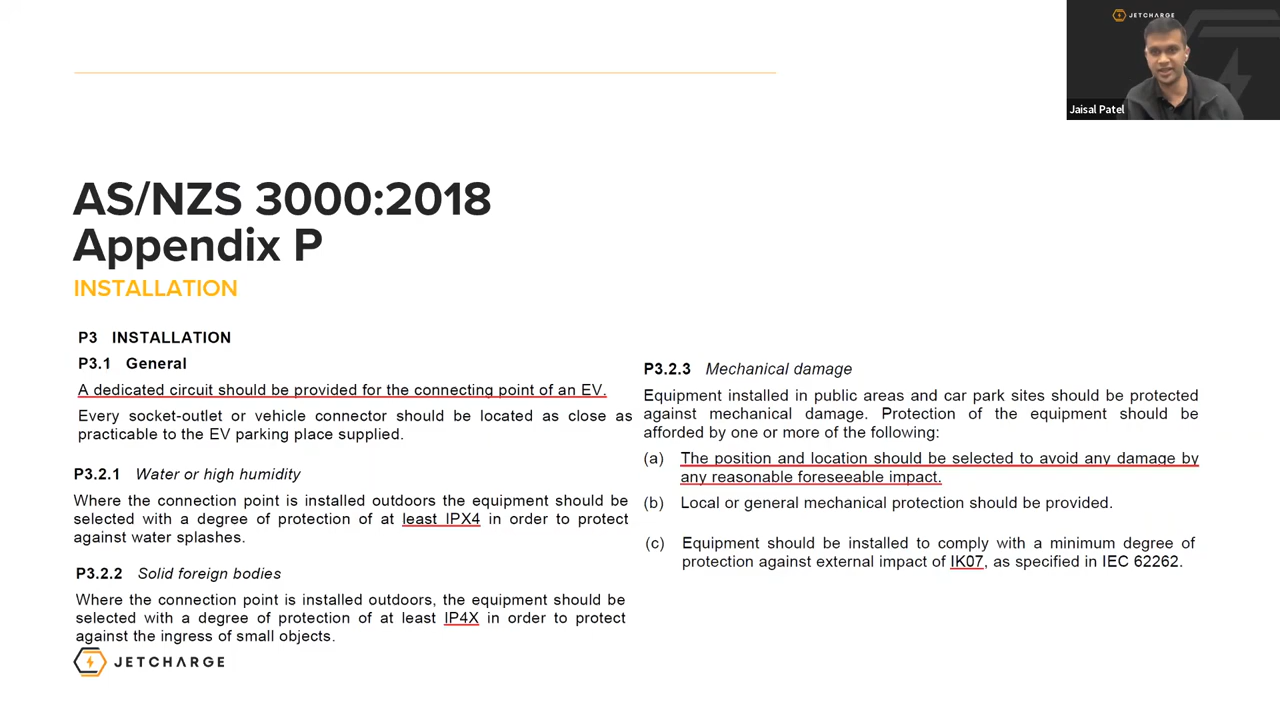 JETCHARGE
Jaisal Patel
AS/NZS 3000:2018
Appendix P
INSTALLATION
P3 INSTALLATION
P3.1 General
A dedicated circuit should be provided for the connecting point of an EV.
Every socket-outlet or vehicle connector should be located as close as
practicable to the EV parking place supplied.
P3.2.1 Water or high humidity
Where the connection point is installed outdoors the equipment should be
selected with a degree of protection of at least IPX4 in order to protect
against water splashes.
P3.2.2 Solid foreign bodies
Where the connection point is installed outdoors, the equipment should be
selected with a degree of protection of at least IP4X in order to protect
against the ingress of small objects.
JETCHARGE
P3.2.3 Mechanical damage
Equipment installed in public areas and car park sites should be protected
against mechanical damage. Protection of the equipment should be
afforded by one or more of the following:
(a) The position and location should be selected to avoid any damage by
any reasonable foreseeable impact.
(b) Local or general mechanical protection should be provided.
(c) Equipment should be installed to comply with a minimum degree of
protection against external impact of IK07, as specified in IEC 62262.